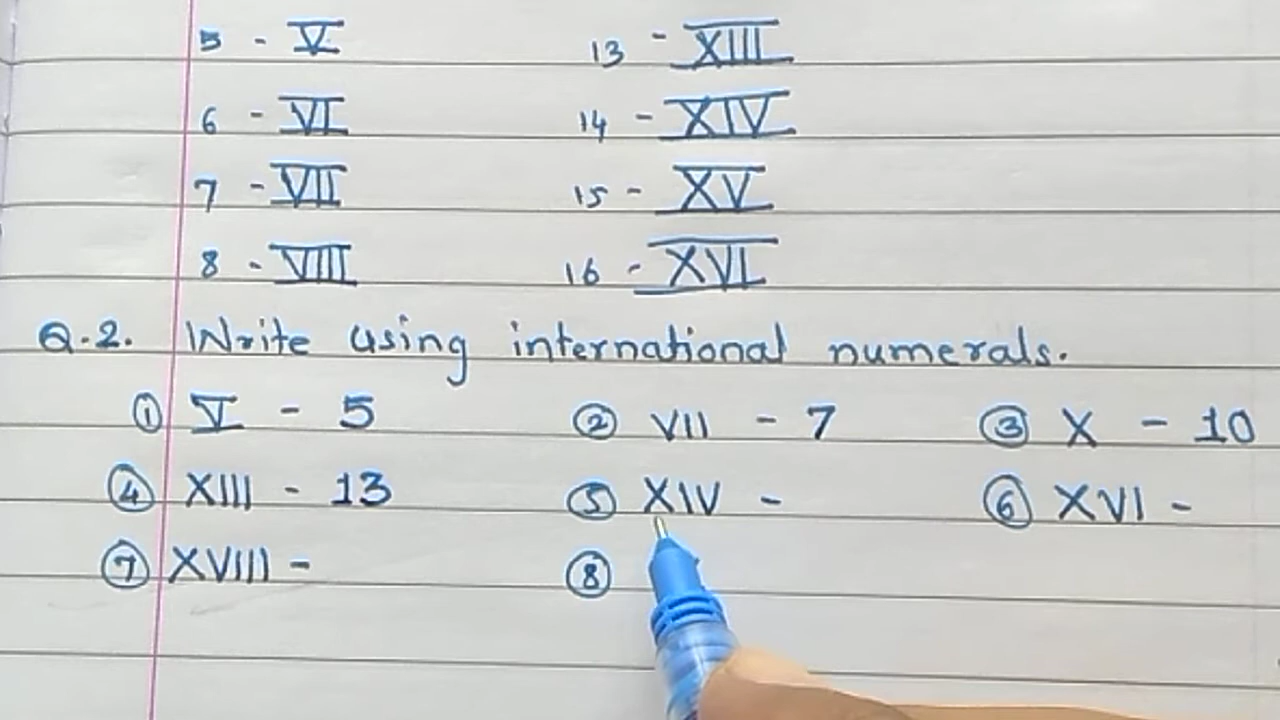 5 - V 13 - XIII
6 - VI 14 - XIV
7 - VII 15 - XV
8 - VIII 16 - XVI
Q.2. Write using international numerals.
① V - 5 ② VII - 7 ③ X - 10
④ XIII - 13 ⑤ XIV - ⑥ XVI -
⑦ XVIII - ⑧